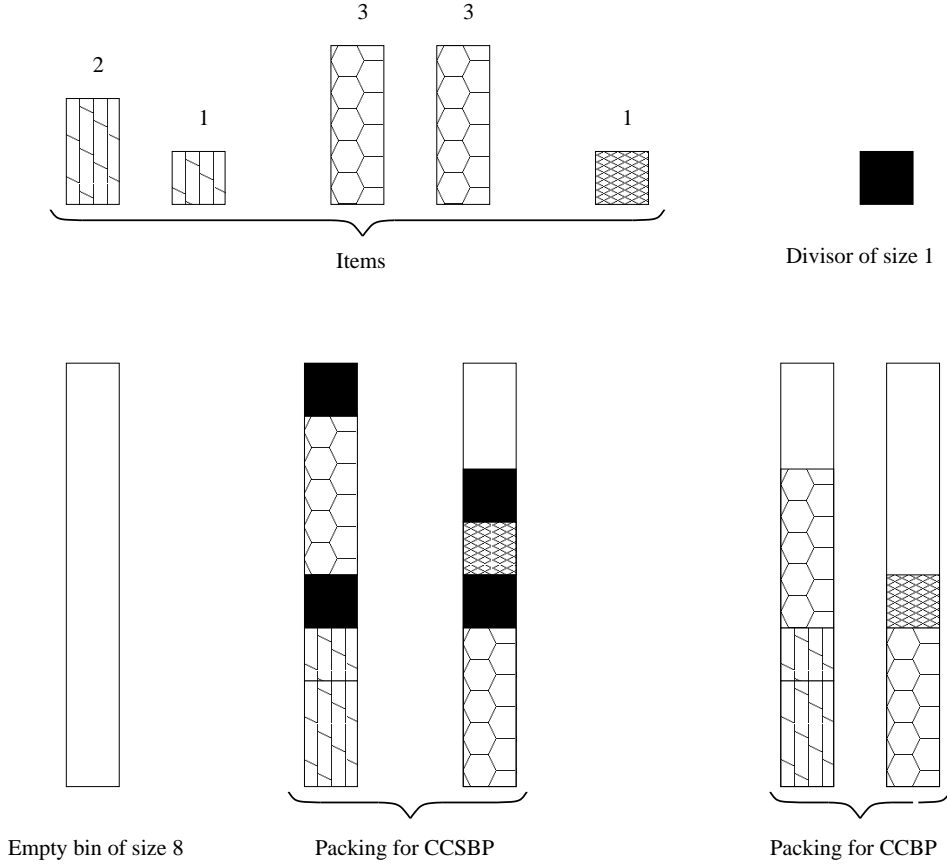 3 3
2
1 1
Items
Divisor of size 1
Empty bin of size 8
Packing for CCSBP
Packing for CCBP